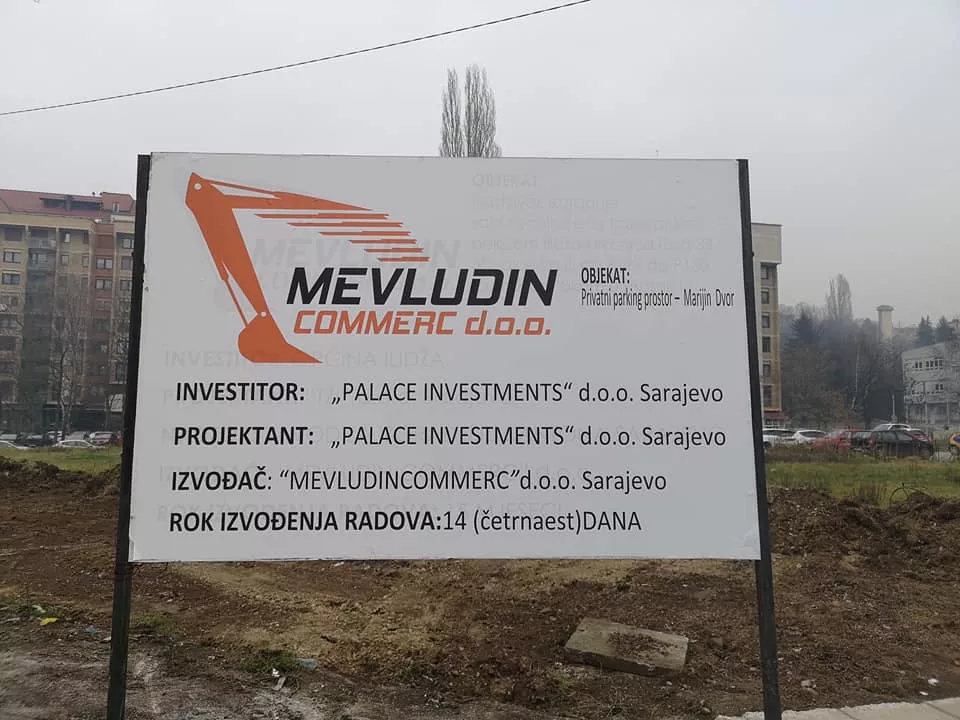 MEVLUDIN
COMMERC d.o.o.
OBJEKAT:
Privatni parking prostor – Marijin Dvor
INVESTITOR: „PALACE INVESTMENTS“ d.o.o. Sarajevo
PROJEKTANT: „PALACE INVESTMENTS“ d.o.o. Sarajevo
IZVOĐAČ: “MEVLUDINCOMMERC”d.o.o. Sarajevo
ROK IZVOĐENJA RADOVA:14 (četrnaest)DANA